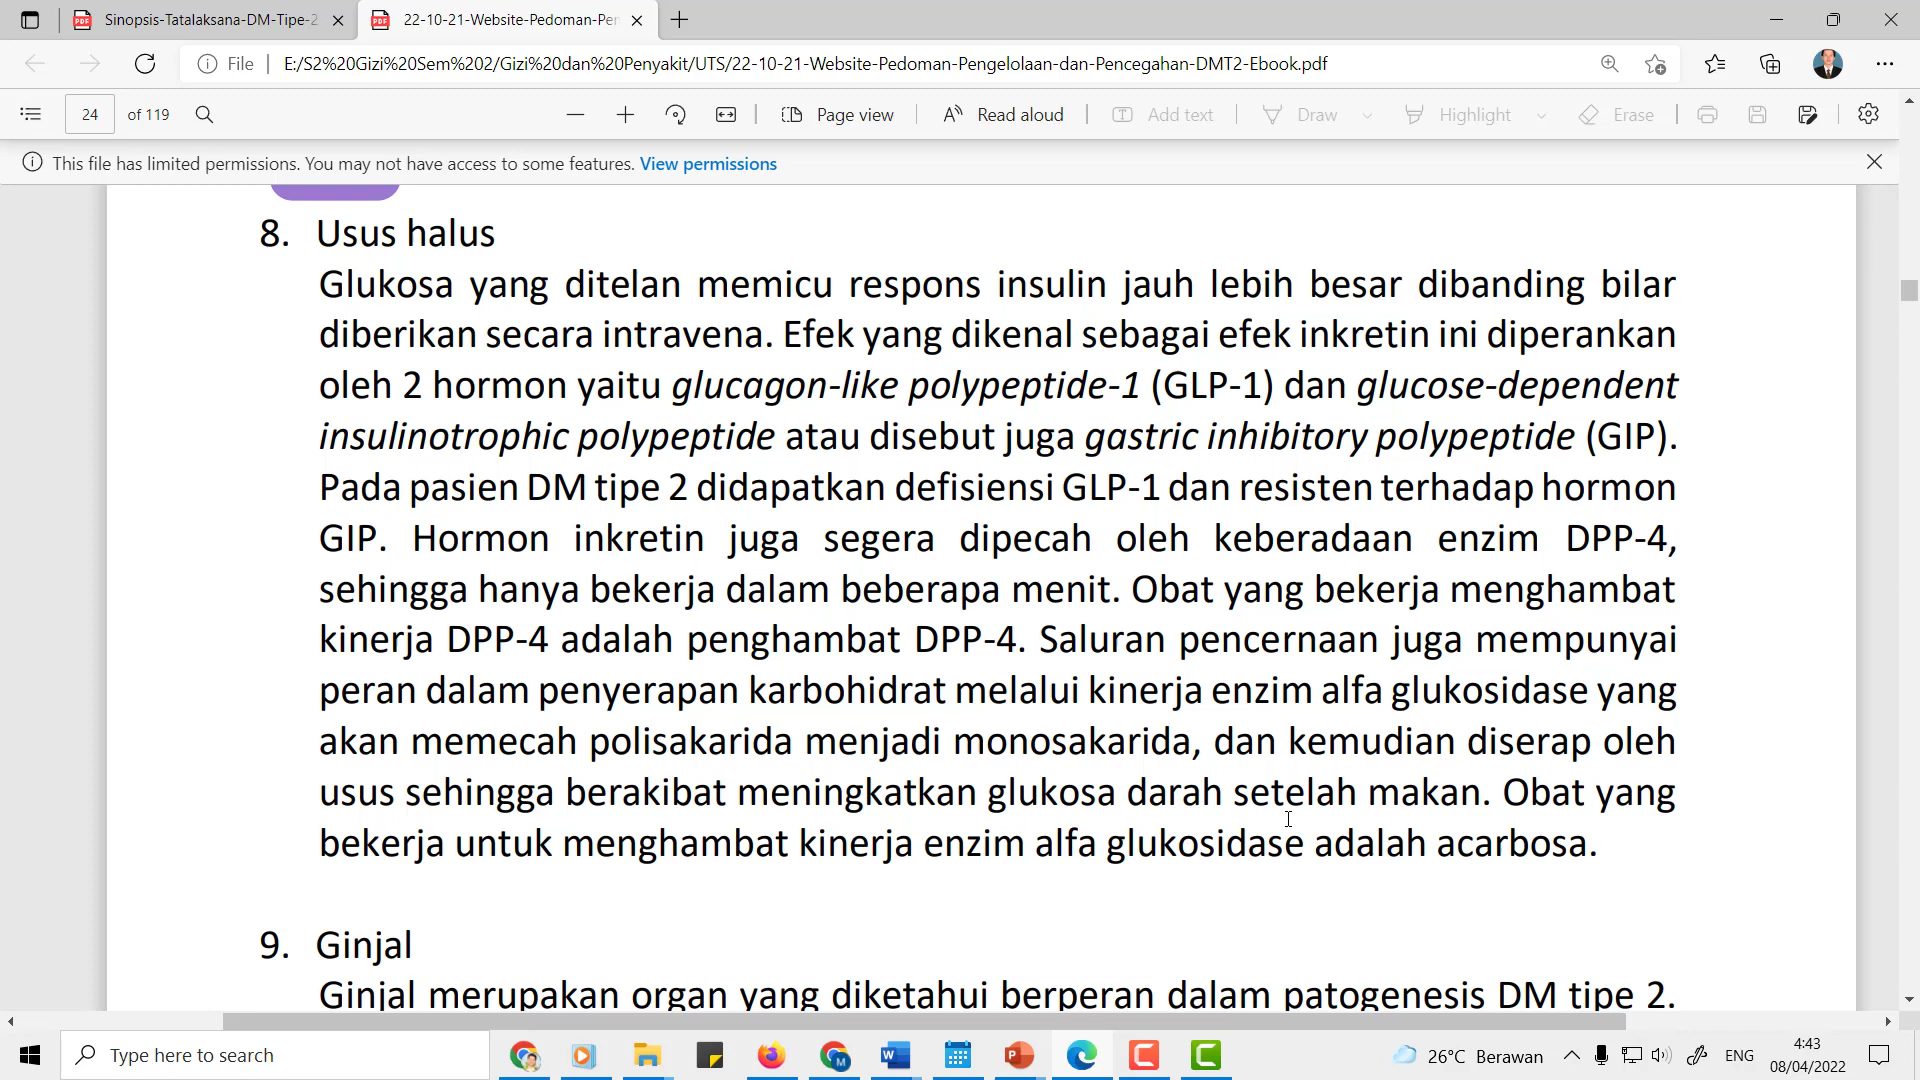 Sinopsis-Tatalaksana-DM-Tipe-2
22-10-21-Website-Pedoman-Pen
File
E:/S2%20Gizi%20Sem%202/Gizi%20dan%20Penyakit/UTS/22-10-21-Website-Pedoman-Pengelolaan-dan-Pencegahan-DMT2-Ebook.pdf
24 of 119
Page view
Read aloud
Add text
Draw
Highlight
Erase
This file has limited permissions. You may not have access to some features. View permissions
8. Usus halus
Glukosa yang ditelan memicu respons insulin jauh lebih besar dibanding bilar
diberikan secara intravena. Efek yang dikenal sebagai efek inkretin ini diperankan
oleh 2 hormon yaitu glucagon-like polypeptide-1 (GLP-1) dan glucose-dependent
insulinotrophic polypeptide atau disebut juga gastric inhibitory polypeptide (GIP).
Pada pasien DM tipe 2 didapatkan defisiensi GLP-1 dan resisten terhadap hormon
GIP. Hormon inkretin juga segera dipecah oleh keberadaan enzim DPP-4,
sehingga hanya bekerja dalam beberapa menit. Obat yang bekerja menghambat
kinerja DPP-4 adalah penghambat DPP-4. Saluran pencernaan juga mempunyai
peran dalam penyerapan karbohidrat melalui kinerja enzim alfa glukosidase yang
akan memecah polisakarida menjadi monosakarida, dan kemudian diserap oleh
usus sehingga berakibat meningkatkan glukosa darah setelah makan. Obat yang
bekerja untuk menghambat kinerja enzim alfa glukosidase adalah acarbosa.
9. Ginjal
Ginjal merupakan organ yang diketahui berperan dalam patogenesis DM tipe 2.
Type here to search
26°C Berawan
ENG
4:43
08/04/2022